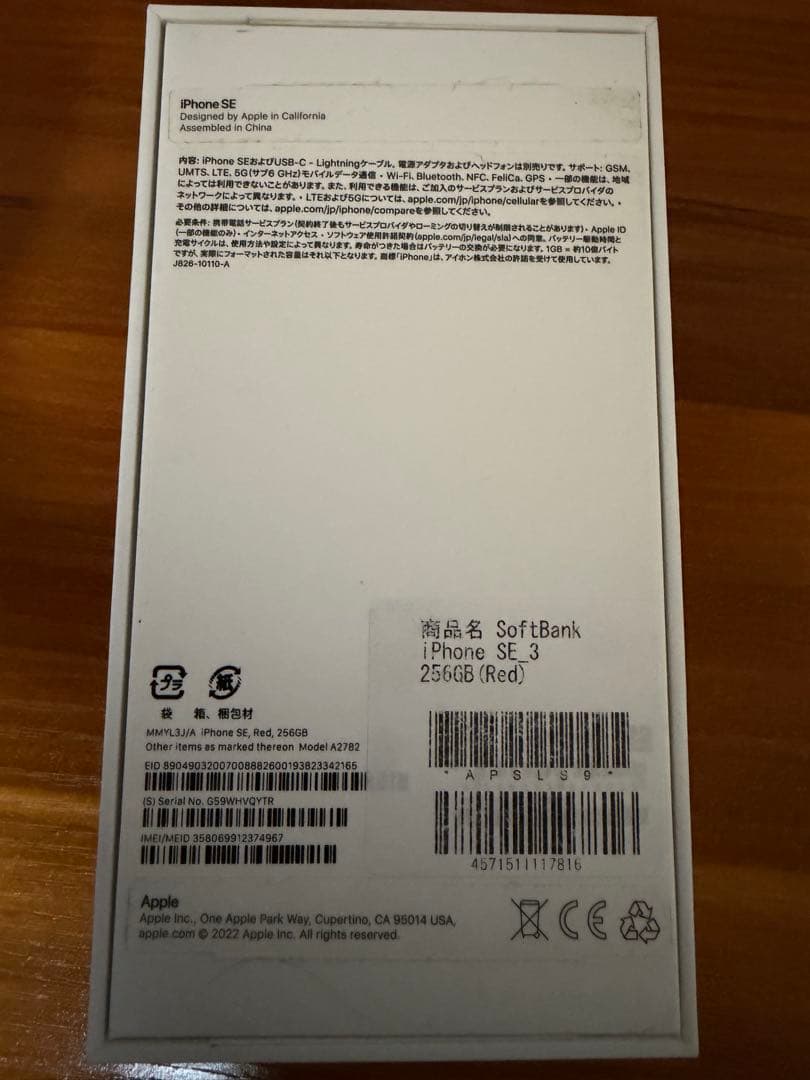 iPhone SE
Designed by Apple in California
Assembled in China
内容: iPhone SEおよびUSB-C - Lightningケーブル。電源アダプタおよびヘッドフォンは別売りです。サポート: GSM,
UMTS, LTE, 5G(サブ6 GHz)モバイルデータ通信・Wi-Fi, Bluetooth, NFC, FeliCa, GPS・一部の機能は、地域
によっては利用できないことがあります。また、利用できる機能は、ご加入のサービスプランおよびサービスプロバイダの
ネットワークによって異なります。・LTEおよび5Gについては、apple.com/jp/iphone/cellularを参照してください。・
その他の詳細については、apple.com/jp/iphone/compareを参照してください。
必要条件: 携帯電話サービスプラン(契約終了後もサービスプロバイダやローミングの切り替えが制限されることがあります)・Apple ID
(一部の機能のみ)・インターネットアクセス・ソフトウェア使用許諾契約(apple.com/jp/legal/sla)への同意。バッテリー駆動時間と
充電サイクルは、使用方法や設定によって異なります。寿命がつきた場合はバッテリーの交換が必要になります。1GB = 約10億バイト
ですが、実際にフォーマットされた容量はそれ以下となります。商標「iPhone」は、アイホン株式会社の許諾を受けて使用しています。
J826-10110-A
商品名 SoftBank
iPhone SE_3
256GB(Red)
*APSLS9*
4571511117816
プラ 紙
袋 箱、梱包材
MMYL3J/A iPhone SE, Red, 256GB
Other items as marked thereon Model A2782
EID 89049032007008882600193823342165
(S) Serial No. G59WHVQYTR
IMEI/MEID 358069912374967
Apple
Apple Inc., One Apple Park Way, Cupertino, CA 95014 USA,
apple.com © 2022 Apple Inc. All rights reserved.
CE